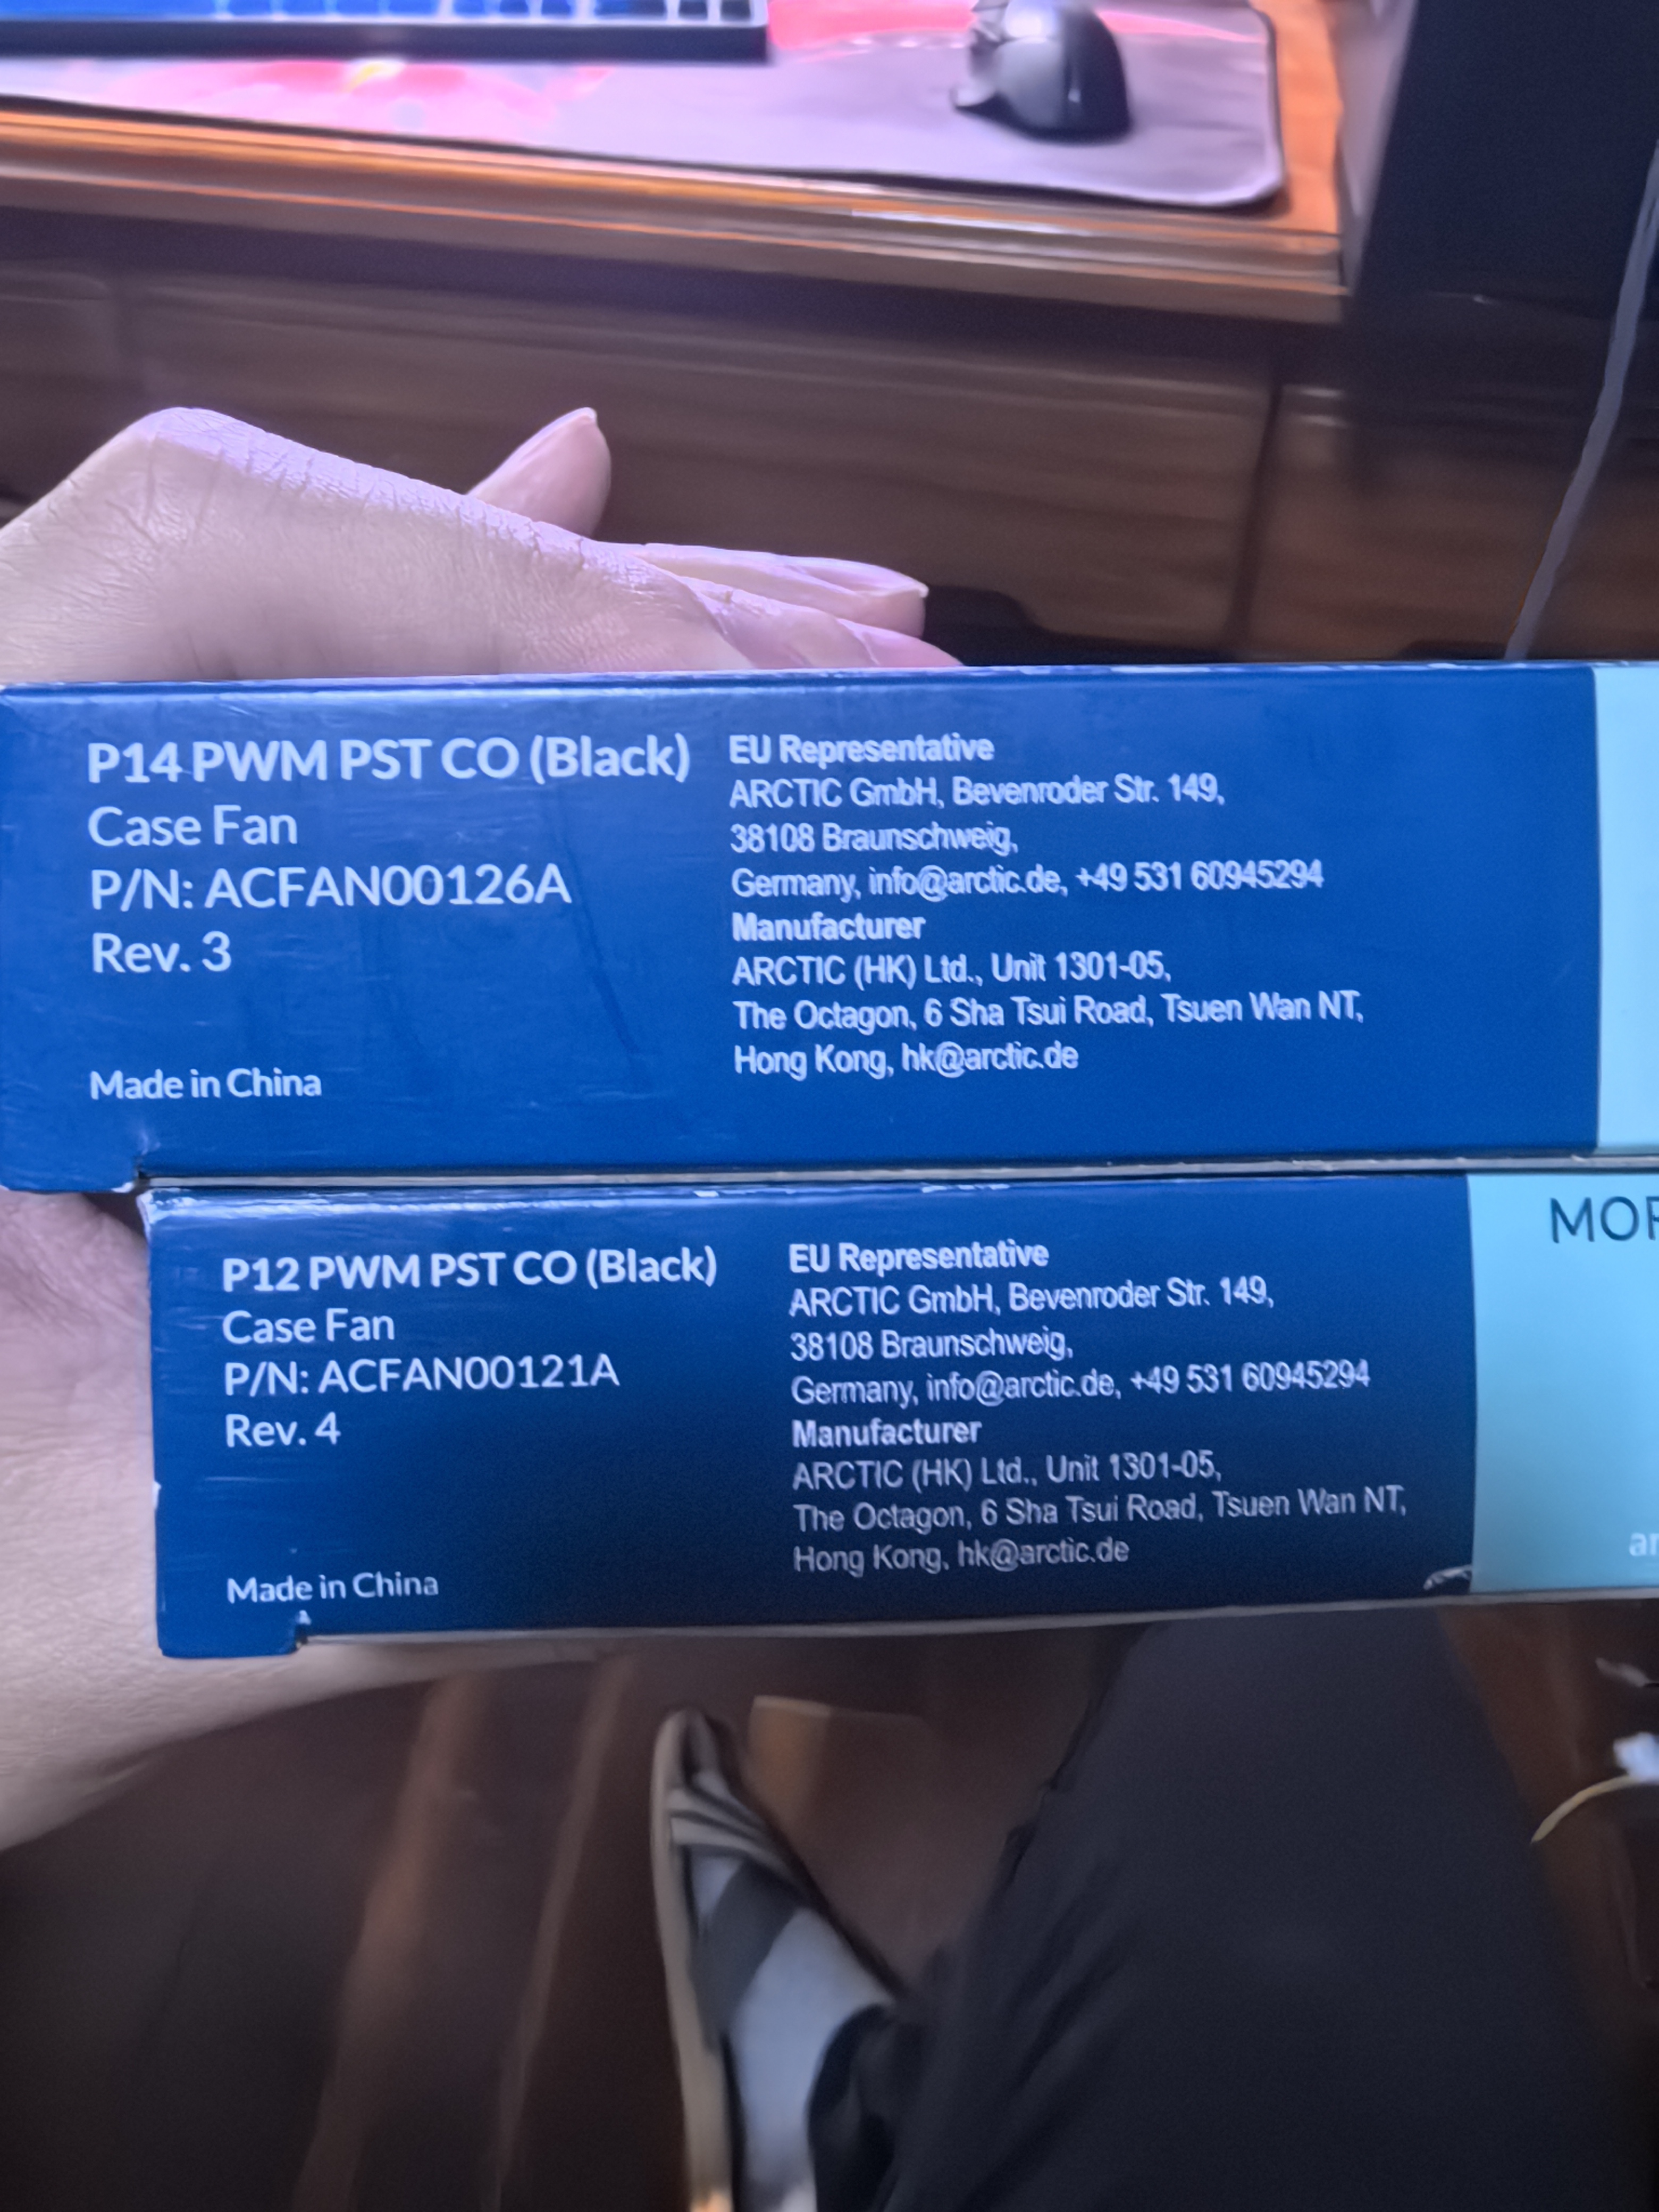 P14 PWM PST CO (Black)
Case Fan
P/N: ACFAN00126A
Rev. 3
Made in China
EU Representative
ARCTIC GmbH, Bevenroder Str. 149,
38108 Braunschweig,
Germany, info@arctic.de, +49 531 60945294
Manufacturer
ARCTIC (HK) Ltd., Unit 1301-05,
The Octagon, 6 Sha Tsui Road, Tsuen Wan NT,
Hong Kong, hk@arctic.de
P12 PWM PST CO (Black)
Case Fan
P/N: ACFAN00121A
Rev. 4
Made in China
EU Representative
ARCTIC GmbH, Bevenroder Str. 149,
38108 Braunschweig,
Germany, info@arctic.de, +49 531 60945294
Manufacturer
ARCTIC (HK) Ltd., Unit 1301-05,
The Octagon, 6 Sha Tsui Road, Tsuen Wan NT,
Hong Kong, hk@arctic.de